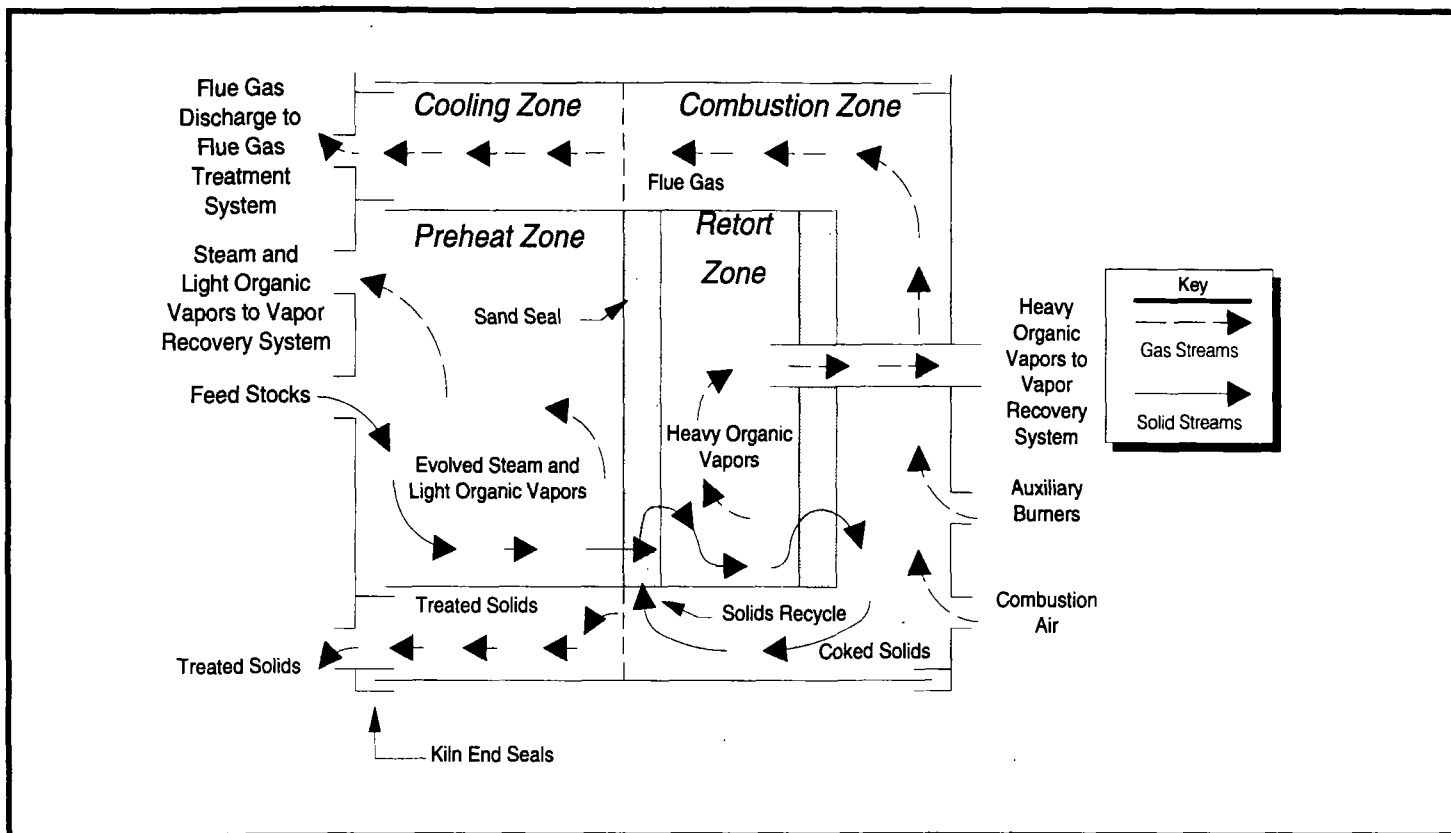 Flue Gas
Discharge to
Flue Gas
Treatment
System
Cooling Zone
Combustion Zone
Flue Gas
Steam and
Light Organic
Vapors to Vapor
Recovery System
Preheat Zone
Retort
Zone
Sand Seal
Feed Stocks
Evolved Steam and
Light Organic Vapors
Heavy Organic
Vapors
Heavy
Organic
Vapors to
Vapor
Recovery
System
Key
Gas Streams
Solid Streams
Auxiliary
Burners
Combustion
Air
Treated Solids
Solids Recycle
Coked Solids
Treated Solids
Kiln End Seals